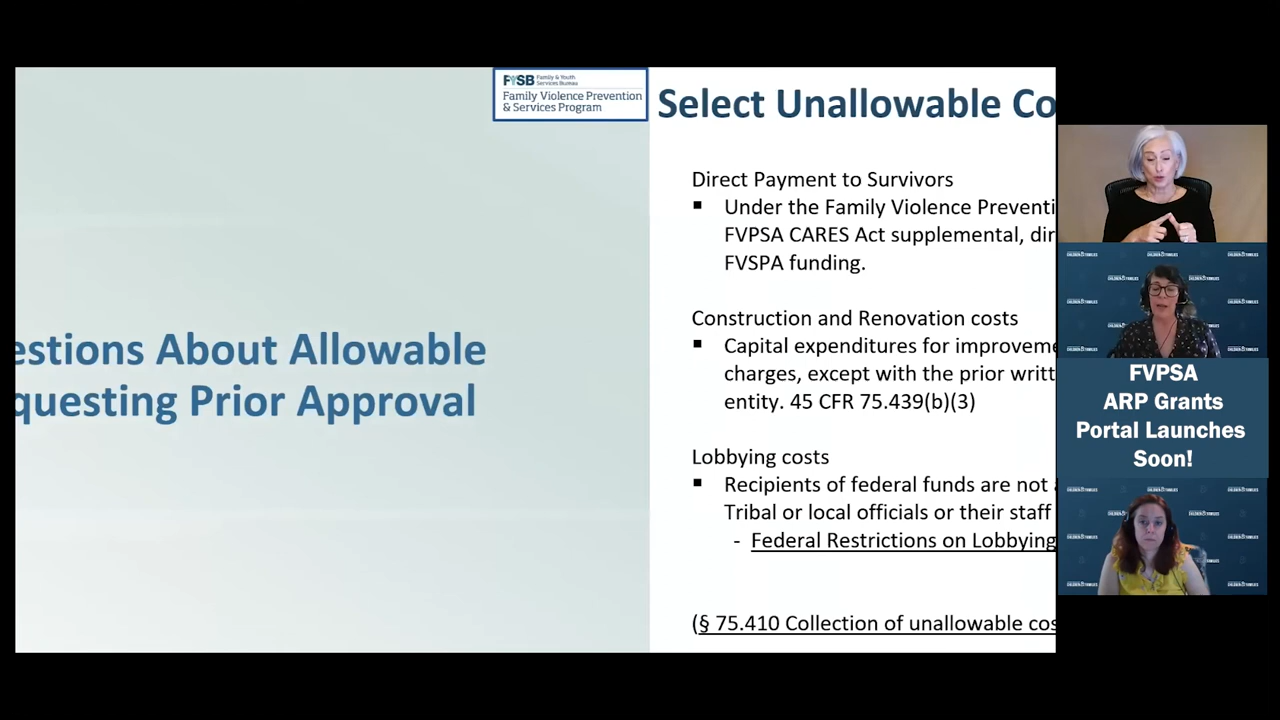 FYSB Family & Youth
Services Bureau
Family Violence Prevention
& Services Program
estions About Allowable
questing Prior Approval
Select Unallowable Co
Direct Payment to Survivors
▪ Under the Family Violence Preventi
FVPSA CARES Act supplemental, dir
FVSPA funding.
Construction and Renovation costs
▪ Capital expenditures for improveme
charges, except with the prior writt
entity. 45 CFR 75.439(b)(3)
Lobbying costs
▪ Recipients of federal funds are not
Tribal or local officials or their staff
- Federal Restrictions on Lobbying
(§ 75.410 Collection of unallowable cos
FVPSA
ARP Grants
Portal Launches
Soon!